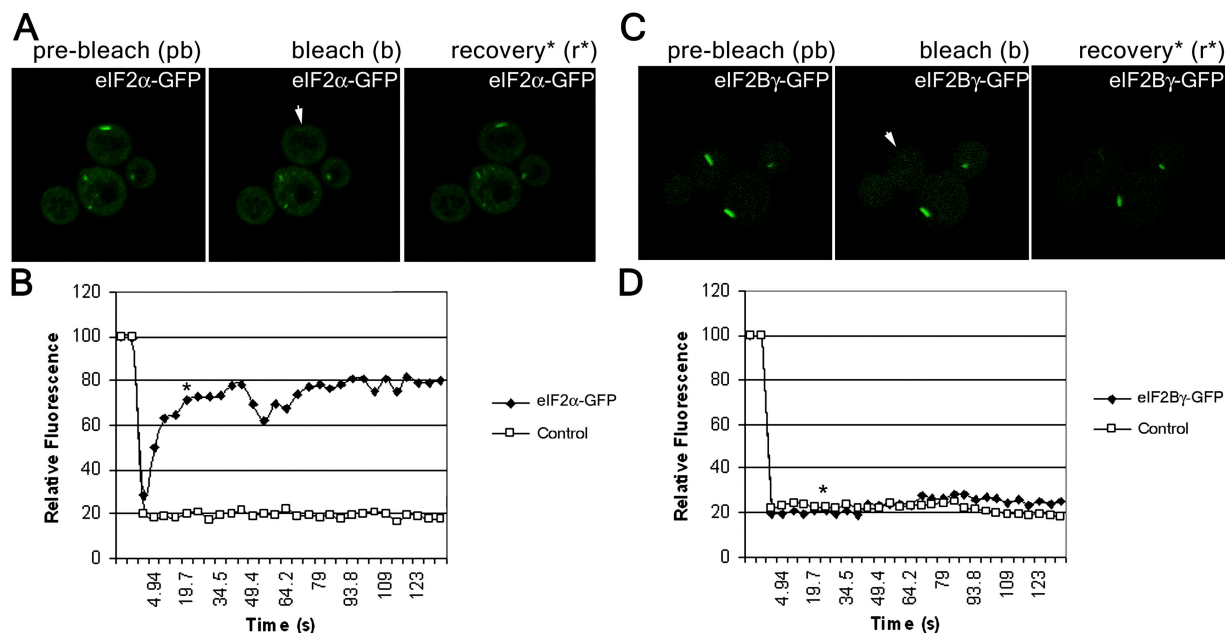 A
pre-bleach (pb)
bleach (b)
recovery* (r*)
eIF2α-GFP
eIF2α-GFP
eIF2α-GFP
B
120
100
80
60
40
20
0
Relative Fluorescence
*
4.94
19.7
34.5
49.4
64.2
79
93.8
109
123
Time (s)
eIF2α-GFP
Control
C
pre-bleach (pb)
bleach (b)
recovery* (r*)
eIF2Bγ-GFP
eIF2Bγ-GFP
eIF2Bγ-GFP
D
120
100
80
60
40
20
0
Relative Fluorescence
*
4.94
19.7
34.5
49.4
64.2
79
93.8
109
123
Time (s)
eIF2Bγ-GFP
Control